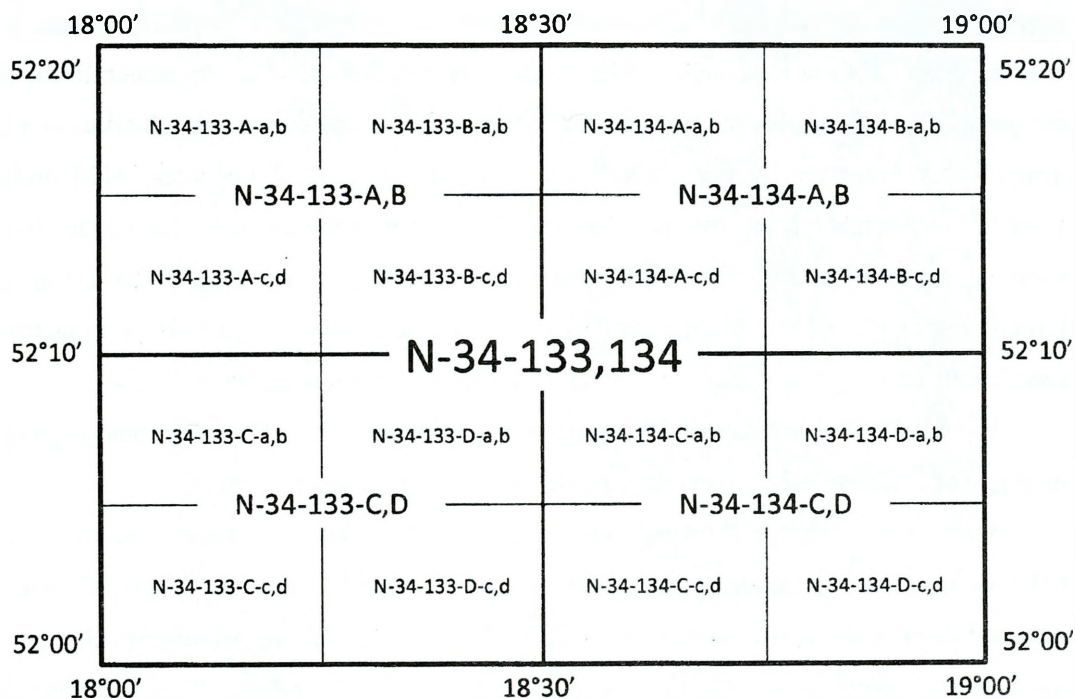 18°00′ 18°30′ 19°00′
52°20′ 52°20′
N-34-133-A-a,b N-34-133-B-a,b N-34-134-A-a,b N-34-134-B-a,b
N-34-133-A,B N-34-134-A,B
N-34-133-A-c,d N-34-133-B-c,d N-34-134-A-c,d N-34-134-B-c,d
52°10′ N-34-133,134 52°10′
N-34-133-C-a,b N-34-133-D-a,b N-34-134-C-a,b N-34-134-D-a,b
N-34-133-C,D N-34-134-C,D
N-34-133-C-c,d N-34-133-D-c,d N-34-134-C-c,d N-34-134-D-c,d
52°00′ 52°00′
18°00′ 18°30′ 19°00′